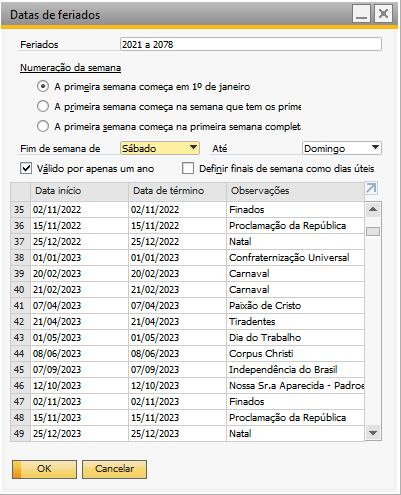 Datas de feriados
Feriados 2021 a 2078
Numeração da semana
A primeira semana começa em 1º de janeiro
A primeira semana começa na semana que tem os prime
A primeira semana começa na primeira semana complet
Fim de semana de Sábado Até Domingo
Válido por apenas um ano Definir finais de semana como dias úteis
Data início Data de término Observações
35 02/11/2022 02/11/2022 Finados
36 15/11/2022 15/11/2022 Proclamação da República
37 25/12/2022 25/12/2022 Natal
38 01/01/2023 01/01/2023 Confraternização Universal
39 20/02/2023 20/02/2023 Carnaval
40 21/02/2023 21/02/2023 Carnaval
41 07/04/2023 07/04/2023 Paixão de Cristo
42 21/04/2023 21/04/2023 Tiradentes
43 01/05/2023 01/05/2023 Dia do Trabalho
44 08/06/2023 08/06/2023 Corpus Christi
45 07/09/2023 07/09/2023 Independência do Brasil
46 12/10/2023 12/10/2023 Nossa Sr.a Aparecida - Padroe
47 02/11/2023 02/11/2023 Finados
48 15/11/2023 15/11/2023 Proclamação da República
49 25/12/2023 25/12/2023 Natal
OK Cancelar